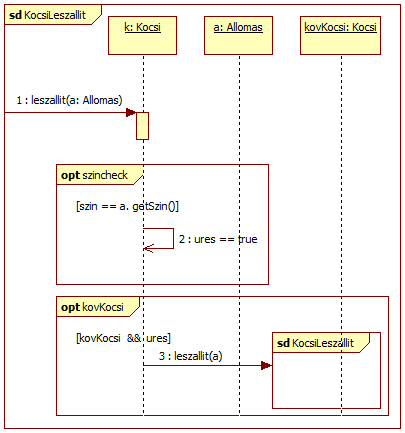 sd KocsiLeszallit
k: Kocsi
a: Allomas
kovKocsi: Kocsi
1 : leszallit(a: Allomas)
opt szincheck
[szin == a. getSzin()]
2 : ures == true
opt kovKocsi
[kovKocsi && ures]
3 : leszallit(a)
sd KocsiLeszallit